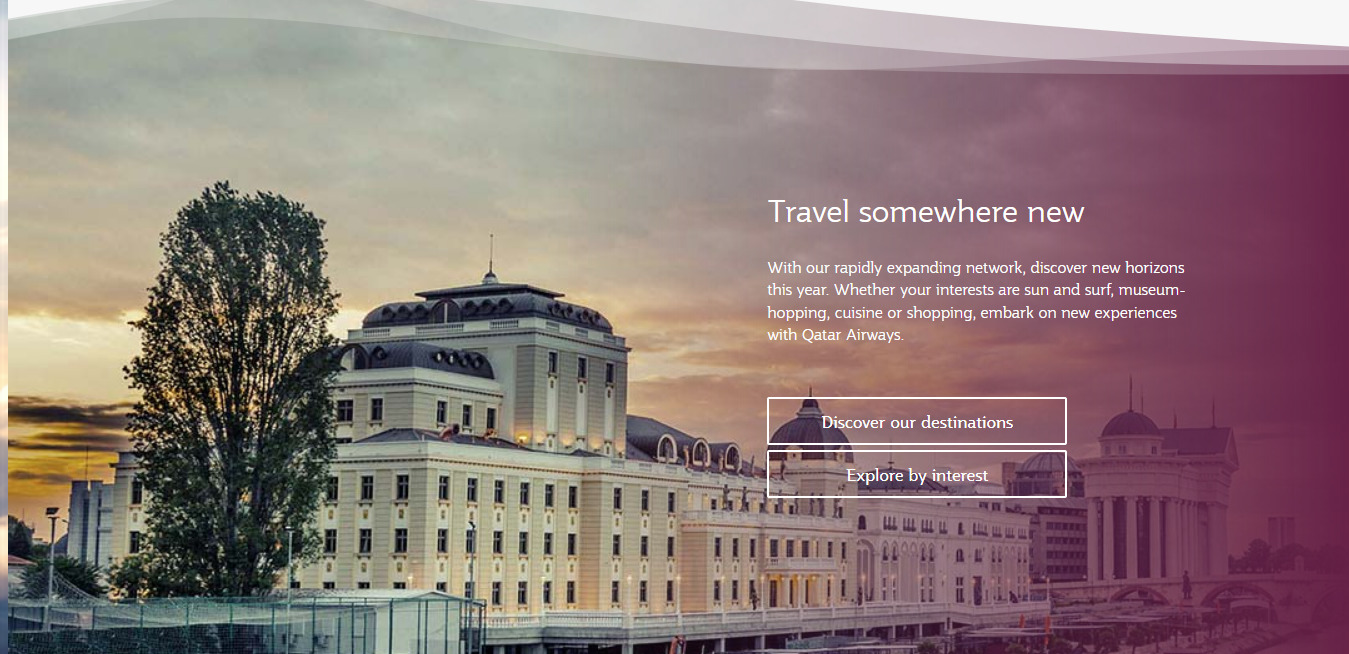 Travel somewhere new
With our rapidly expanding network, discover new horizons
this year. Whether your interests are sun and surf, museum-
hopping, cuisine or shopping, embark on new experiences
with Qatar Airways.
Discover our destinations
Explore by interest